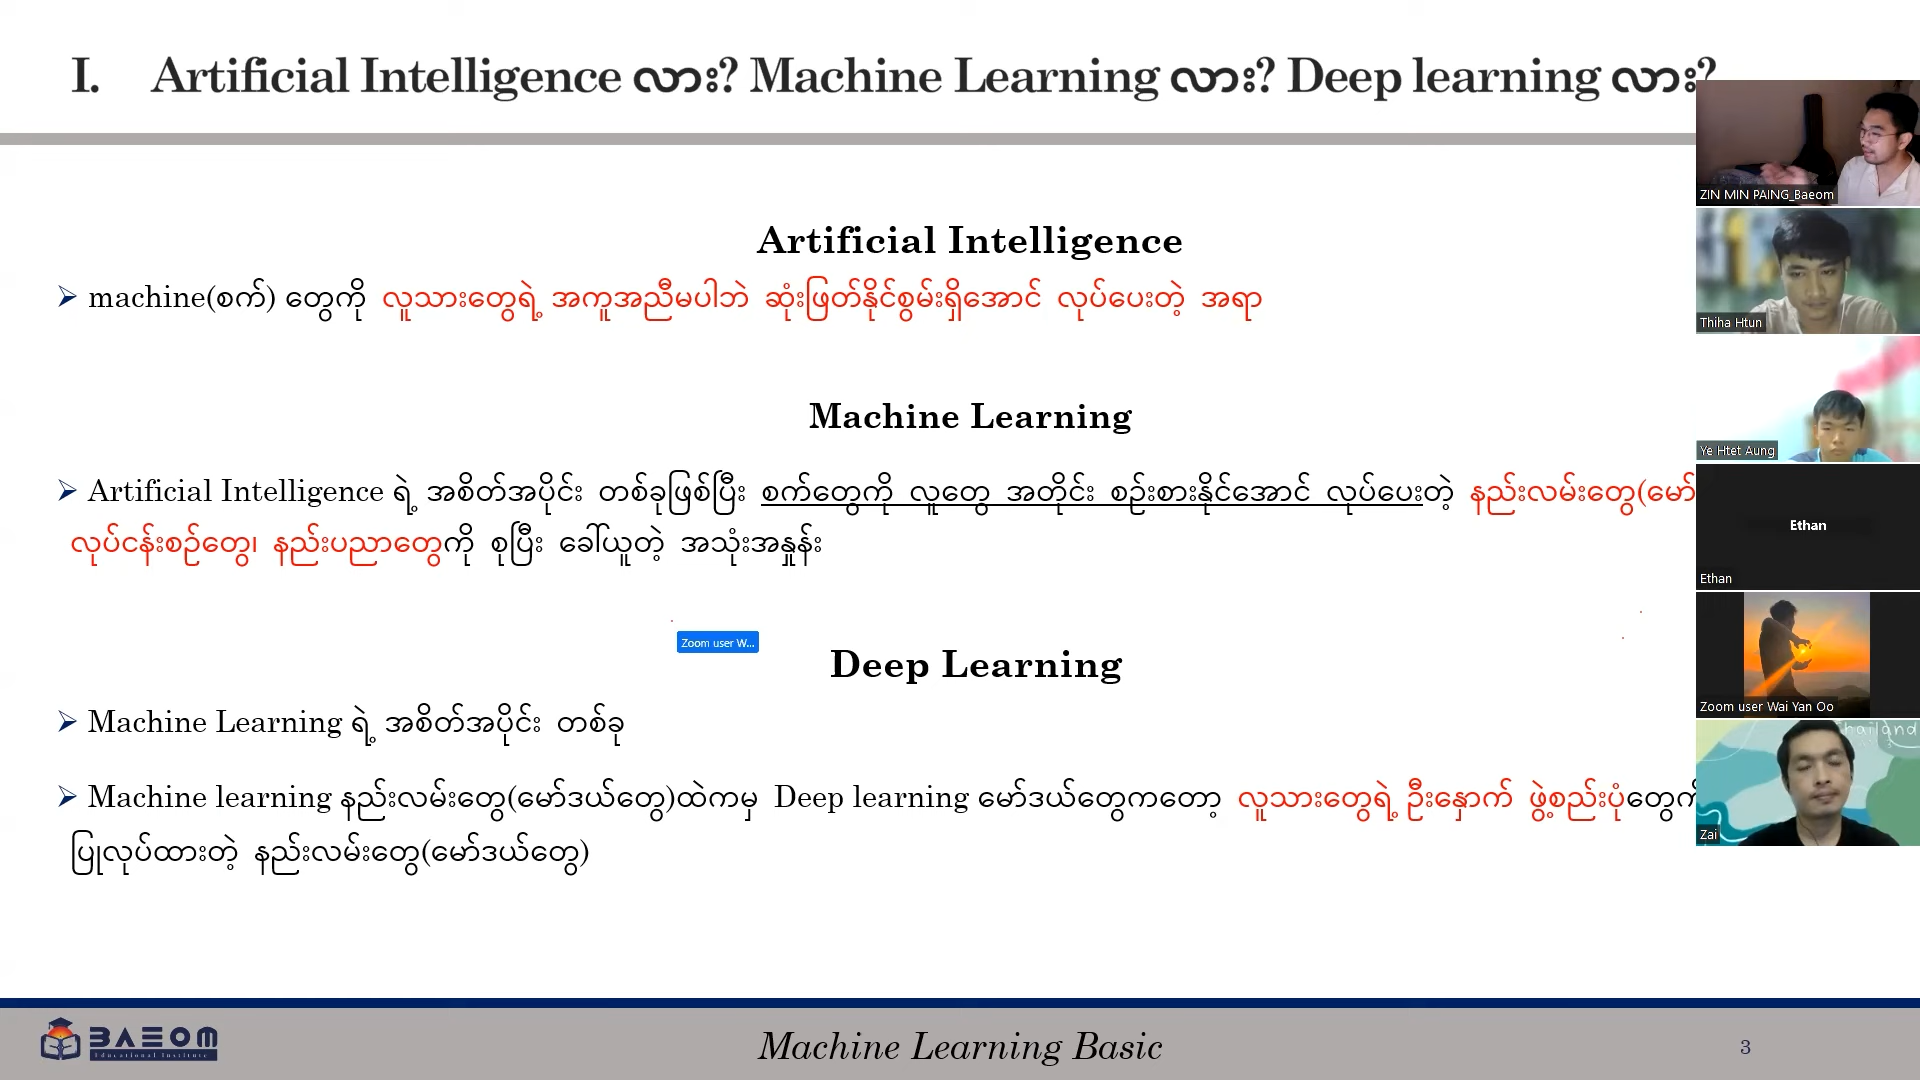 I. Artificial Intelligence လား? Machine Learning လား? Deep learning လား?
Artificial Intelligence
➢ machine(စက်) တွေကို လူသားတွေရဲ့ အကူအညီမပါဘဲ ဆုံးဖြတ်နိုင်စွမ်းရှိအောင် လုပ်ပေးတဲ့ အရာ
Machine Learning
➢ Artificial Intelligence ရဲ့ အစိတ်အပိုင်း တစ်ခုဖြစ်ပြီး စက်တွေကို လူတွေ အတိုင်း စဉ်းစားနိုင်အောင် လုပ်ပေးတဲ့ နည်းလမ်းတွေ(မော်
လုပ်ငန်းစဉ်တွေ၊ နည်းပညာတွေကို စုပြီး ခေါ်ယူတဲ့ အသုံးအနှုန်း
Zoom user W...
Deep Learning
➢ Machine Learning ရဲ့ အစိတ်အပိုင်း တစ်ခု
➢ Machine learning နည်းလမ်းတွေ(မော်ဒယ်တွေ)ထဲကမှ Deep learning မော်ဒယ်တွေကတော့ လူသားတွေရဲ့ ဦးနှောက် ဖွဲ့စည်းပုံတွေက
ပြုလုပ်ထားတဲ့ နည်းလမ်းတွေ(မော်ဒယ်တွေ)
ZIN MIN PAING_Baeom
Thiha Htun
Ye Htet Aung
Ethan
Ethan
Zoom user Wai Yan Oo
hailand
Zai
BAEOM
Educational Institute
Machine Learning Basic
3